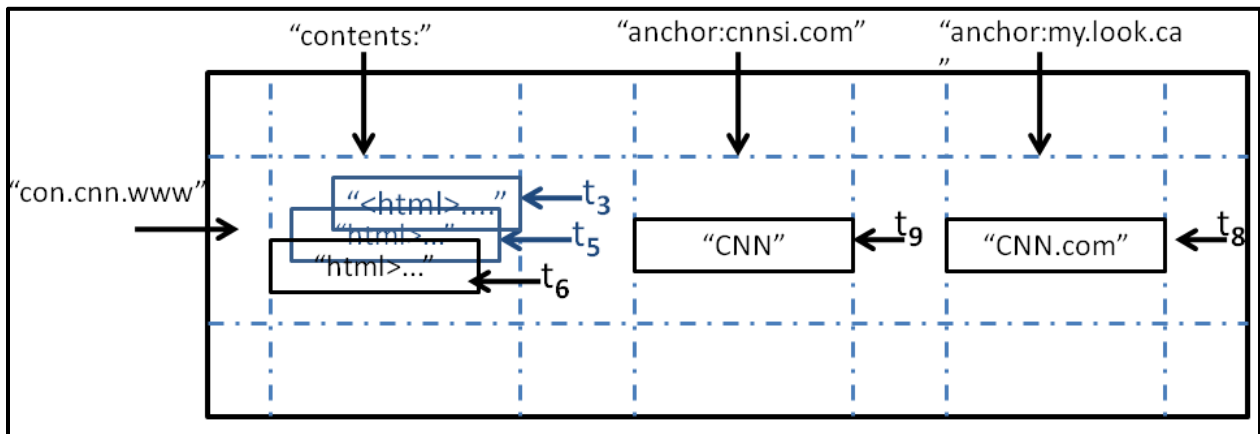 “contents:”
“anchor:cnnsi.com”
“anchor:my.look.ca
”
“con.cnn.www”
“<html>....”
t3
“html>...”
t5
“html>...”
t6
“CNN”
t9
“CNN.com”
t8